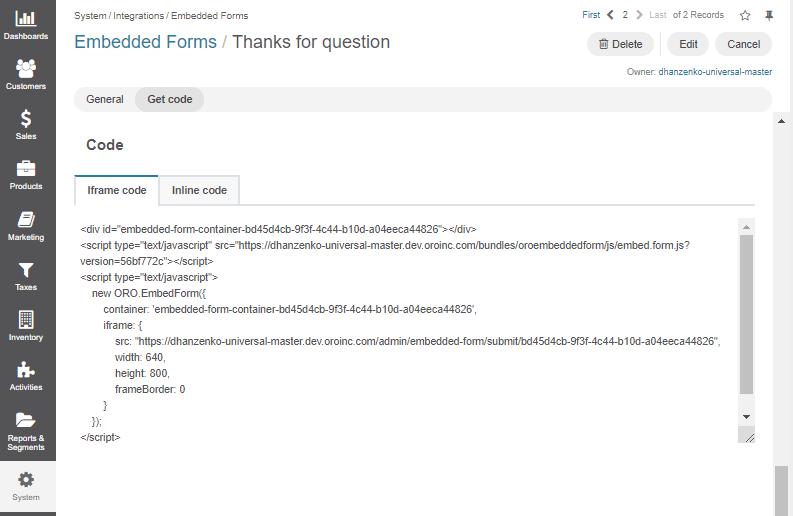 Dashboards
Customers
Sales
Products
Marketing
Taxes
Inventory
Activities
Reports &
Segments
System
System / Integrations / Embedded Forms
First 2 Last of 2 Records
Embedded Forms / Thanks for question
Delete Edit Cancel
Owner: dhanzenko-universal-master
General Get code
Code
Iframe code Inline code
<div id="embedded-form-container-bd45d4cb-9f3f-4c44-b10d-a04eeca44826"></div>
<script type="text/javascript" src="https://dhanzenko-universal-master.dev.oroinc.com/bundles/oroembeddedform/js/embed.form.js?
version=56bf772c"></script>
<script type="text/javascript">
new ORO.EmbedForm({
container: 'embedded-form-container-bd45d4cb-9f3f-4c44-b10d-a04eeca44826',
iframe: {
src: "https://dhanzenko-universal-master.dev.oroinc.com/admin/embedded-form/submit/bd45d4cb-9f3f-4c44-b10d-a04eeca44826",
width: 640,
height: 800,
frameBorder: 0
}
});
</script>